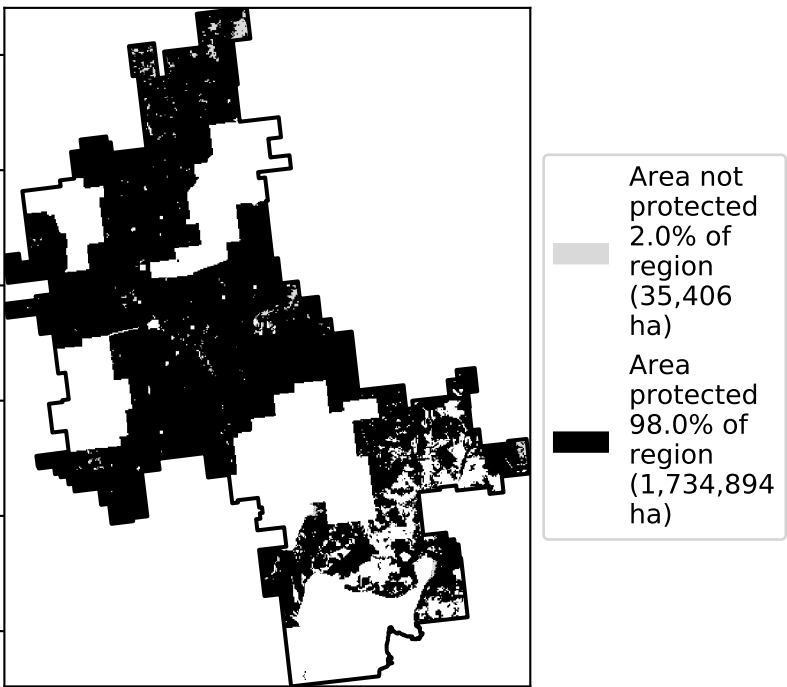 Area not
protected
2.0% of
region
(35,406
ha)
Area
protected
98.0% of
region
(1,734,894
ha)